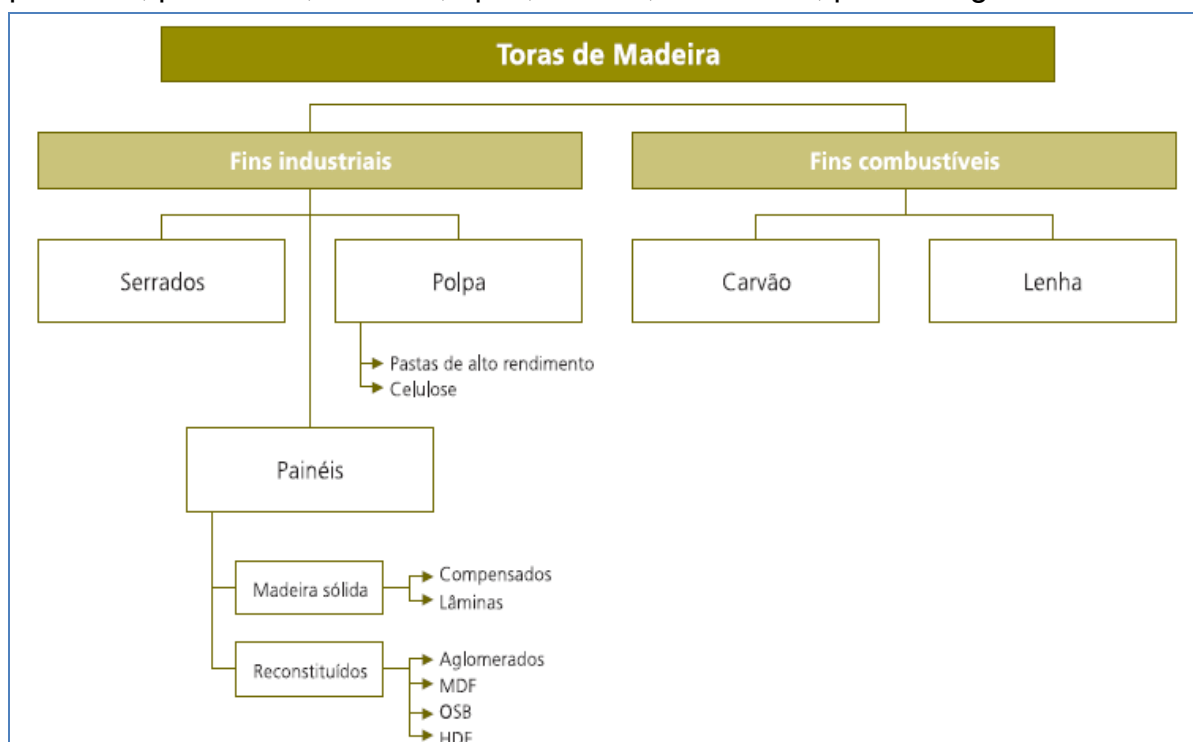 Toras de Madeira
Fins industriais
Fins combustíveis
Serrados
Polpa
Carvão
Lenha
Pastas de alto rendimento
Celulose
Painéis
Madeira sólida
Compensados
Lâminas
Reconstituídos
Aglomerados
MDF
OSB
HDF